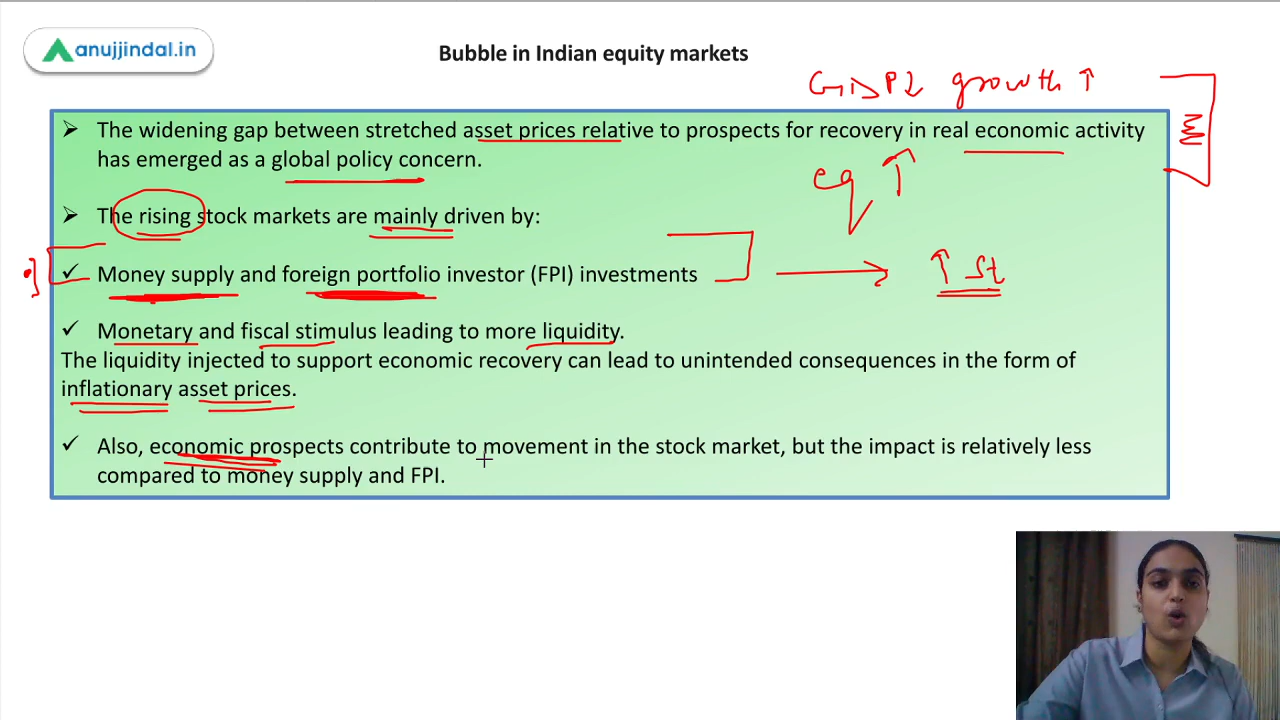 anujjindal.in
Bubble in Indian equity markets
GDP growth ↑
➢ The widening gap between stretched asset prices relative to prospects for recovery in real economic activity
has emerged as a global policy concern.
eq ↑
➢ The rising stock markets are mainly driven by:
✓ Money supply and foreign portfolio investor (FPI) investments
↑ St
✓ Monetary and fiscal stimulus leading to more liquidity.
The liquidity injected to support economic recovery can lead to unintended consequences in the form of
inflationary asset prices.
✓ Also, economic prospects contribute to movement in the stock market, but the impact is relatively less
compared to money supply and FPI.